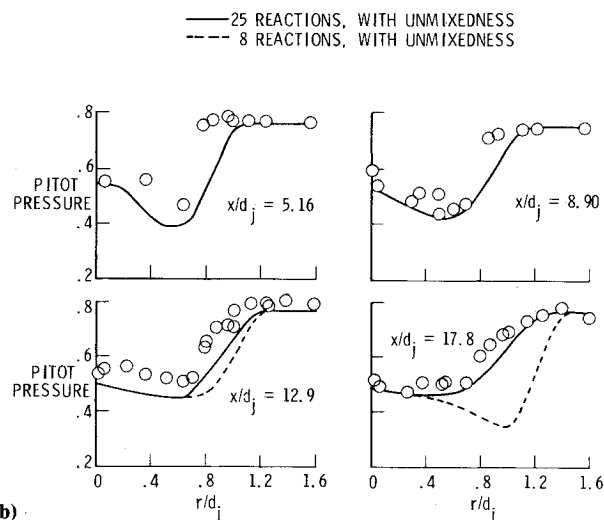 25 REACTIONS, WITH UNMIXEDNESS
8 REACTIONS, WITH UNMIXEDNESS
.8
.6
PITOT
PRESSURE
.4
.2
x/dj = 5.16
x/dj = 8.90
.8
.6
PITOT
PRESSURE
.4
.2
x/dj = 12.9
x/dj = 17.8
0 .4 .8 1.2 1.6
0 .4 .8 1.2 1.6
r/dj
r/dj
b)